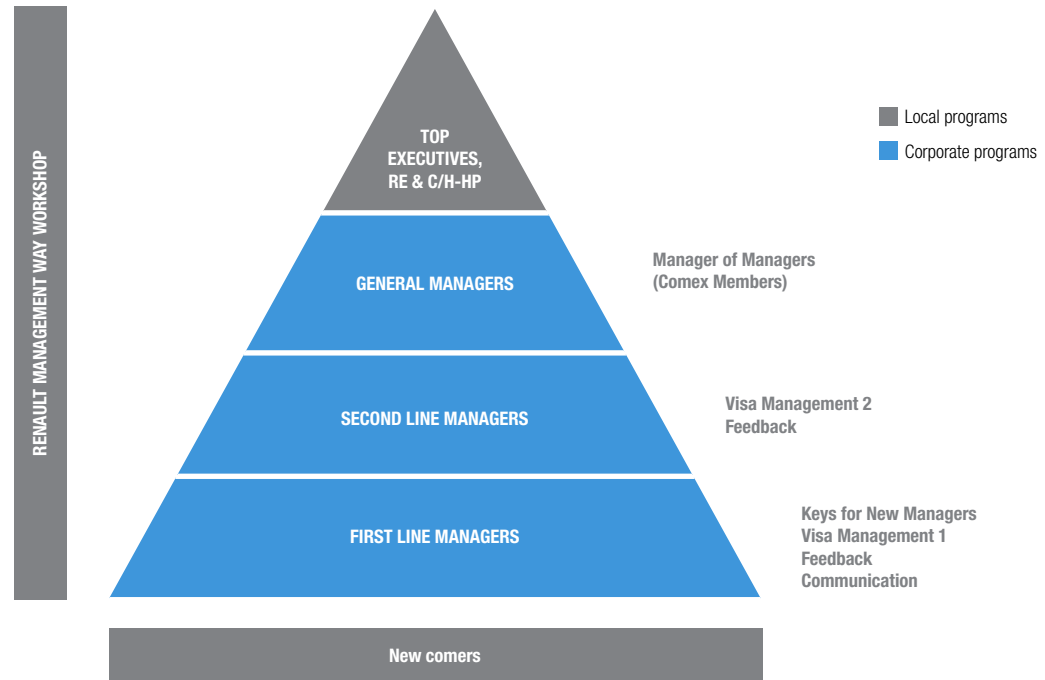 RENAULT MANAGEMENT WAY WORKSHOP
TOP
EXECUTIVES,
RE & C/H-HP
Local programs
Corporate programs
GENERAL MANAGERS
Manager of Managers
(Comex Members)
SECOND LINE MANAGERS
Visa Management 2
Feedback
FIRST LINE MANAGERS
Keys for New Managers
Visa Management 1
Feedback
Communication
New comers